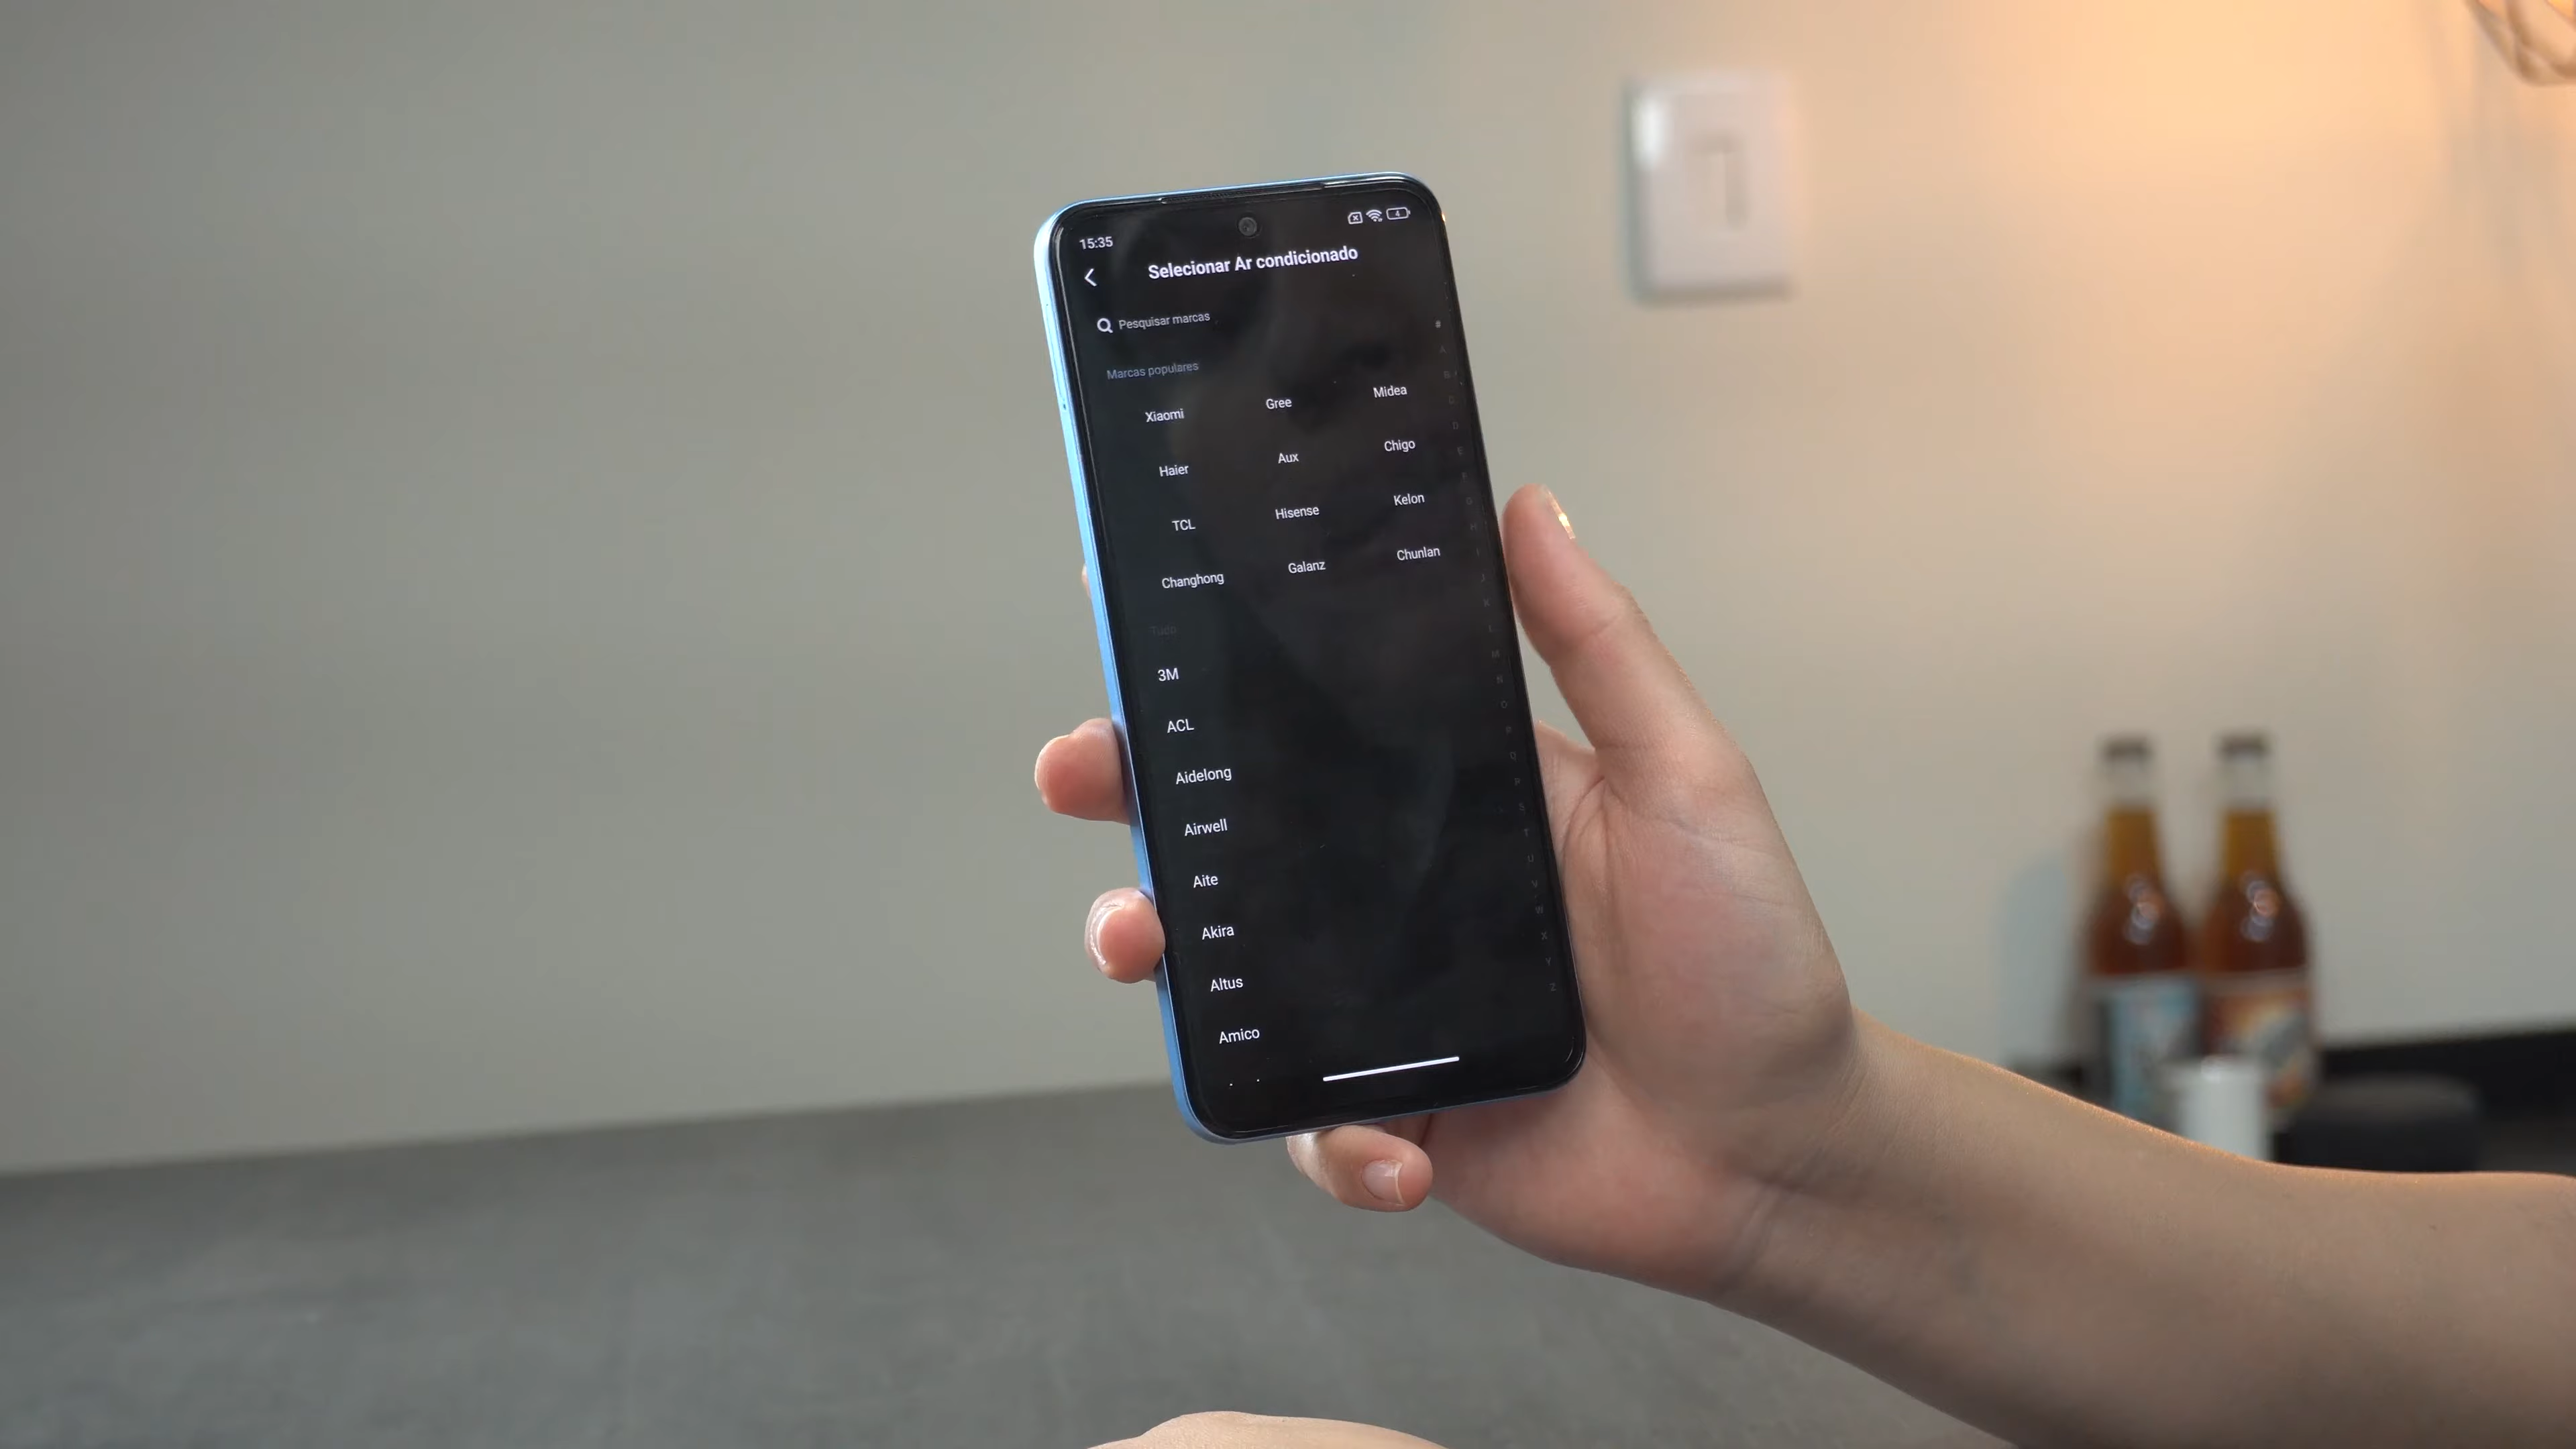 15:35
Selecionar Ar condicionado
Pesquisar marcas
Marcas populares
Xiaomi Gree Midea
Haier Aux Chigo
TCL Hisense Kelon
Changhong Galanz Chunlan
Tudo
3M
ACL
Aidelong
Airwell
Aite
Akira
Altus
Amico